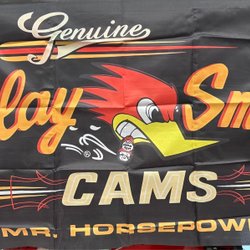 Genuine
lay Sm
CAMS
MR. HORSEPOW